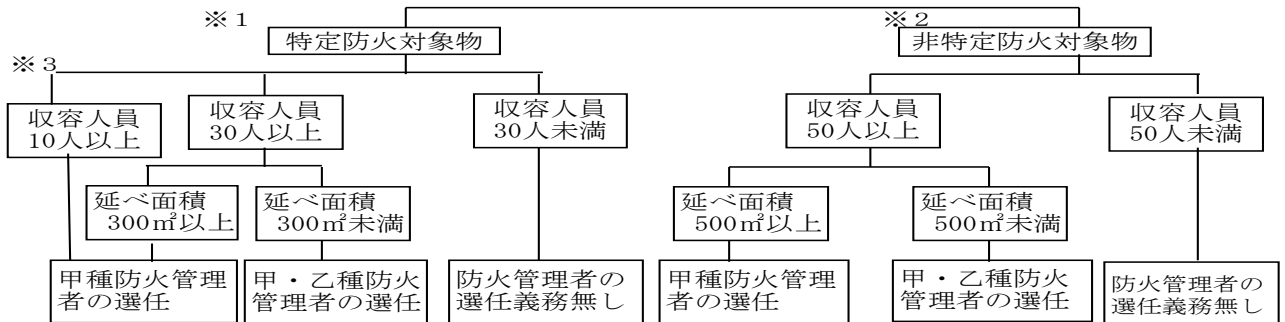 ※1
特定防火対象物
※2
非特定防火対象物
※3
収容人員
10人以上
収容人員
30人以上
収容人員
30人未満
収容人員
50人以上
収容人員
50人未満
延べ面積
300㎡以上
延べ面積
300㎡未満
延べ面積
500㎡以上
延べ面積
500㎡未満
甲種防火管理
者の選任
甲・乙種防火
管理者の選任
防火管理者の
選任義務無し
甲種防火管理
者の選任
甲・乙種防火
管理者の選任
防火管理者の
選任義務無し